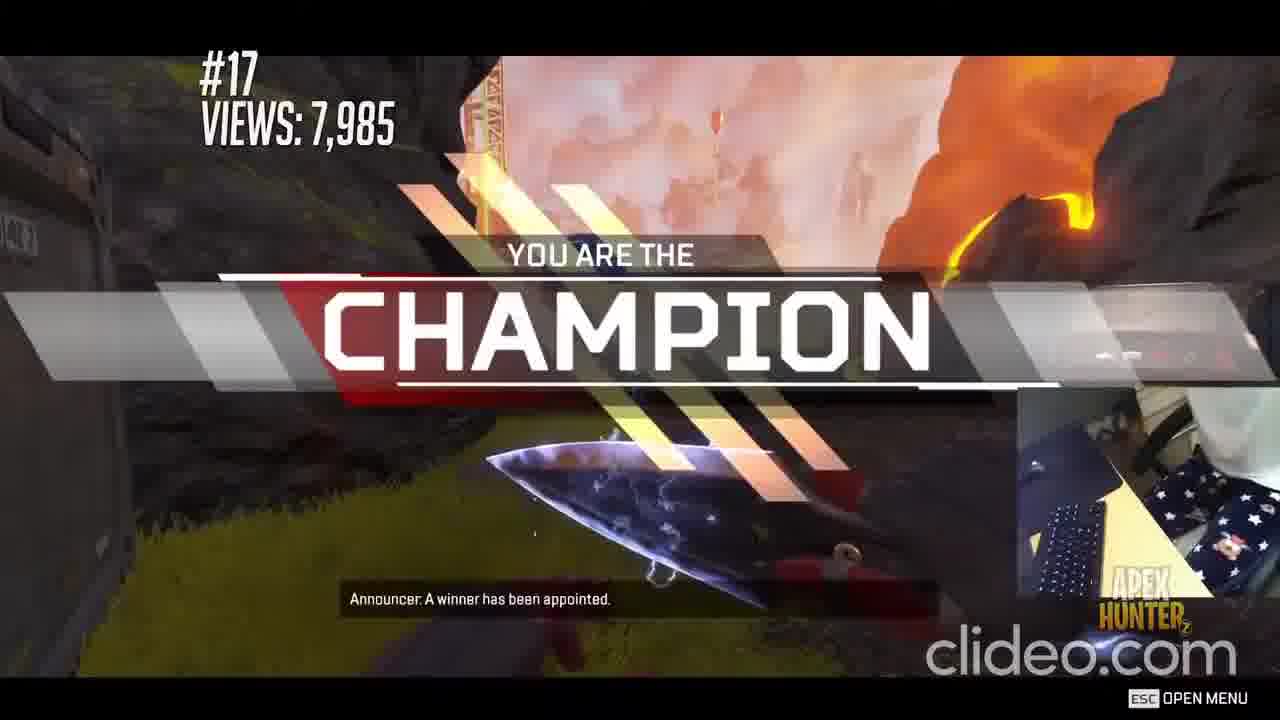 #17
VIEWS: 7,985
YOU ARE THE
CHAMPION
Announcer: A winner has been appointed.
APEX
HUNTERZ
clideo.com
ESC OPEN MENU